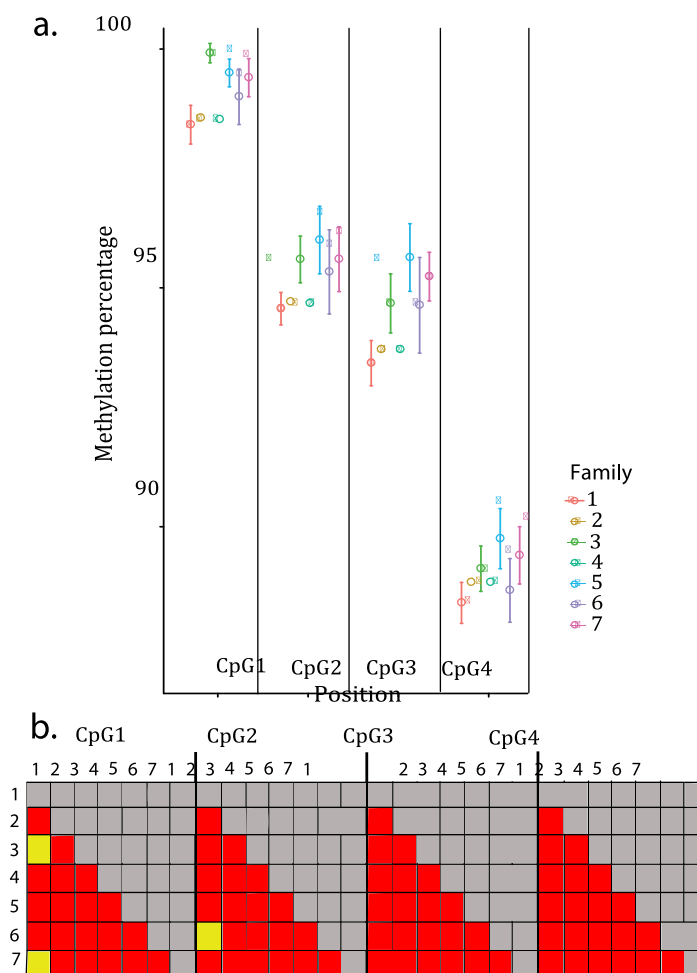 a.
100
95
90
Methylation percentage
Family
1
2
3
4
5
6
7
CpG1 CpG2 CpG3 CpG4
Position
b.
CpG1 CpG2 CpG3 CpG4
1 2 3 4 5 6 7 1 2 3 4 5 6 7 1 2 3 4 5 6 7 1 2 3 4 5 6 7
1
2
3
4
5
6
7